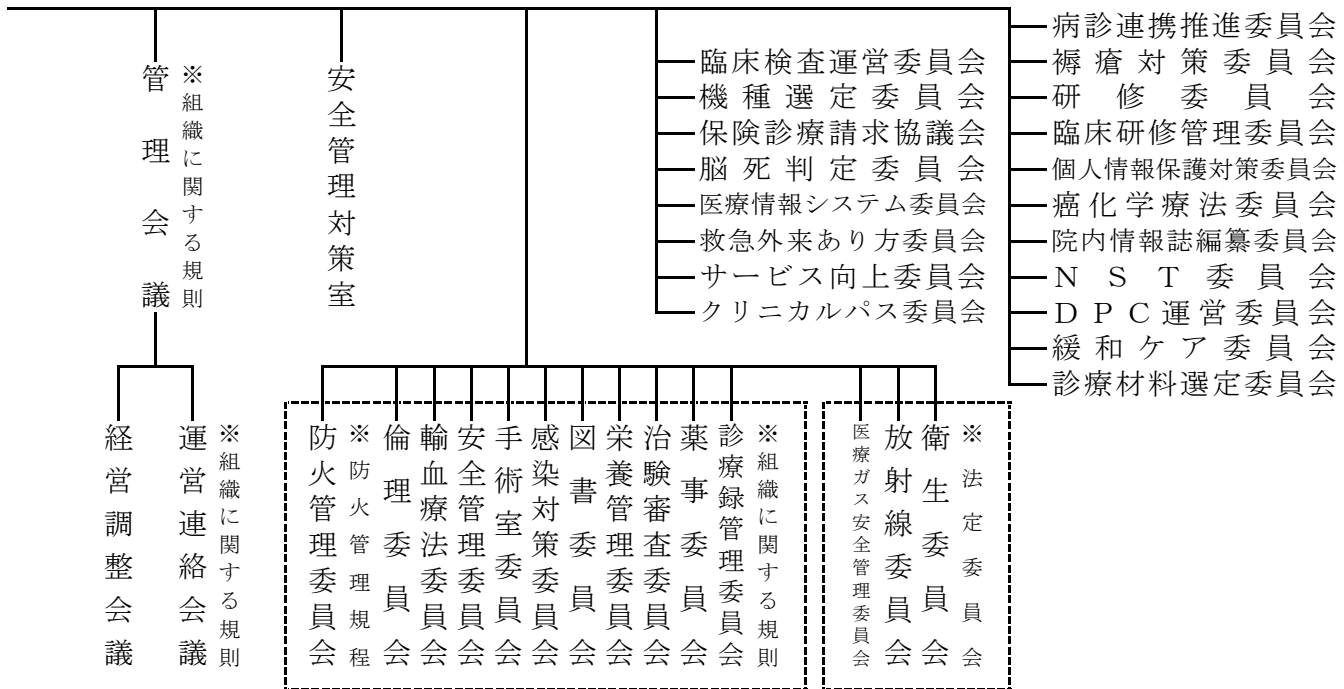 管理会議
※組織に関する規則
安全管理対策室
臨床検査運営委員会
機種選定委員会
保険診療請求協議会
脳死判定委員会
医療情報システム委員会
救急外来あり方委員会
サービス向上委員会
クリニカルパス委員会
病診連携推進委員会
褥瘡対策委員会
研修委員会
臨床研修管理委員会
個人情報保護対策委員会
癌化学療法委員会
院内情報誌編纂委員会
NST委員会
DPC運営委員会
緩和ケア委員会
診療材料選定委員会
経営調整会議
運営連絡会議
※組織に関する規則
防火管理委員会
※防火管理規程
倫理委員会
輸血療法委員会
安全管理委員会
手術室委員会
感染対策委員会
図書委員会
栄養管理委員会
治験審査委員会
薬事委員会
診療録管理委員会
※組織に関する規則
医療ガス安全管理委員会
放射線委員会
衛生委員会
※法定委員会